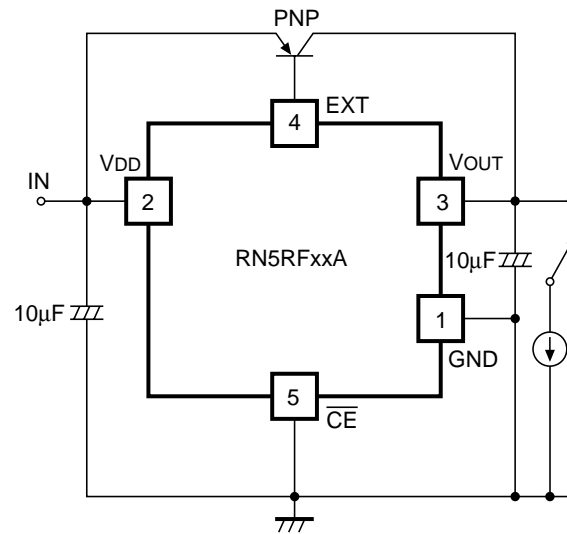 PNP
EXT
4
VDD
VOUT
IN
2
3
RN5RFxxA
10μF
10μF
1
GND
5
CE